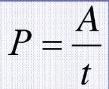 P = A/t